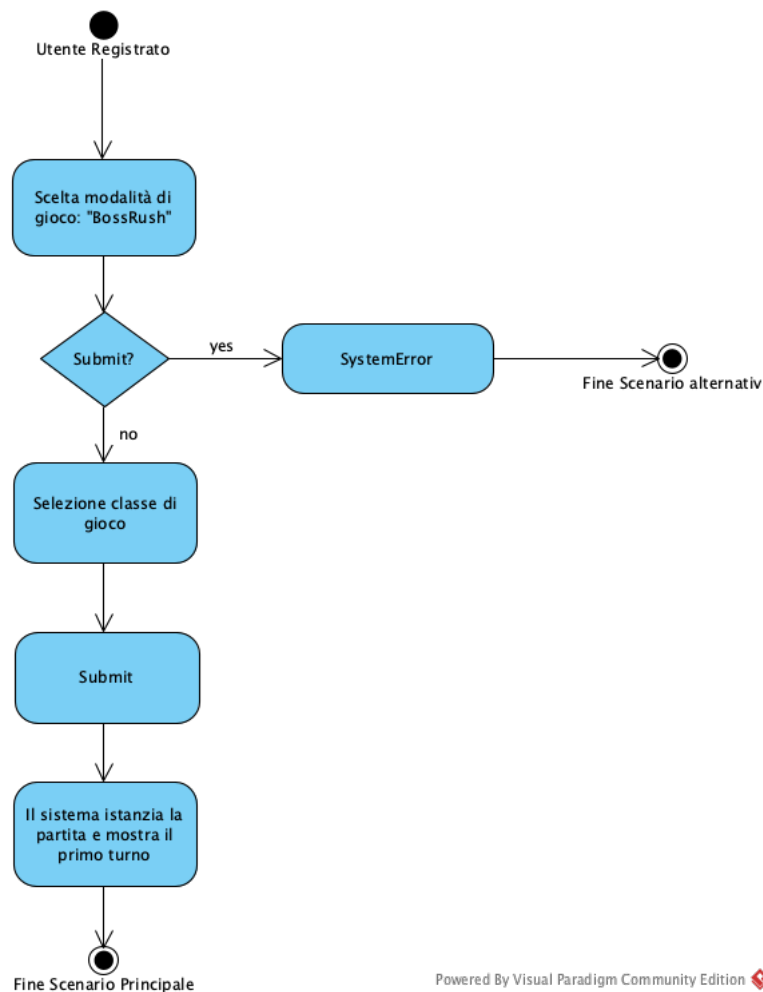 Utente Registrato
Scelta modalità di
gioco: "BossRush"
Submit?
yes
SystemError
Fine Scenario alternativ
no
Selezione classe di
gioco
Submit
Il sistema istanzia la
partita e mostra il
primo turno
Fine Scenario Principale
Powered By Visual Paradigm Community Edition